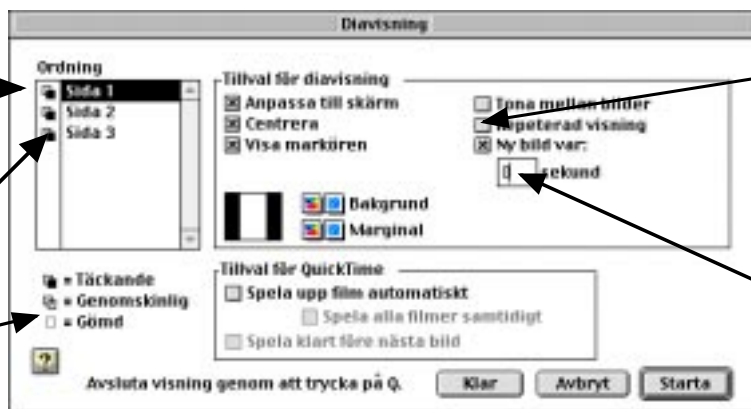 Diavisning
Ordning
Sida 1
Sida 2
Sida 3
Tillval för diavisning
Anpassa till skärm
Centrera
Visa markören
Tona mellan bilder
Repeterad visning
Ny bild var:
sekund
Bakgrund
Marginal
= Täckande
= Genomskinlig
= Gömd
Tillval för QuickTime
Spela upp film automatiskt
Spela alla filmer samtidigt
Spela klart före nästa bild
?
Avsluta visning genom att trycka på Q.
Klar
Avbryt
Starta